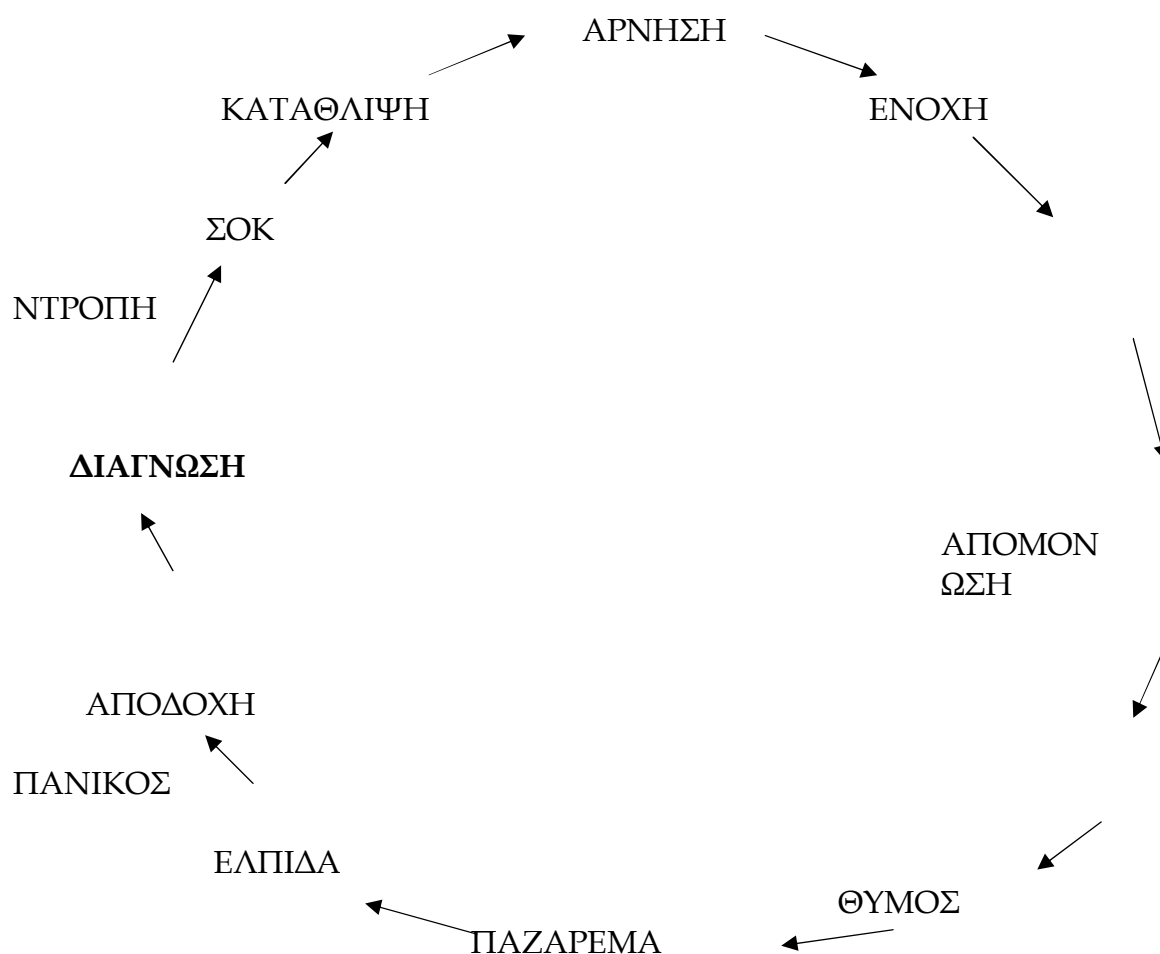 ΑΡΝΗΣΗ
ΚΑΤΑΘΛΙΨΗ
ΕΝΟΧΗ
ΣΟΚ
ΝΤΡΟΠΗ
ΔΙΑΓΝΩΣΗ
ΑΠΟΜΟΝ
ΩΣΗ
ΑΠΟΔΟΧΗ
ΠΑΝΙΚΟΣ
ΕΛΠΙΔΑ
ΘΥΜΟΣ
ΠΑΖΑΡΕΜΑ